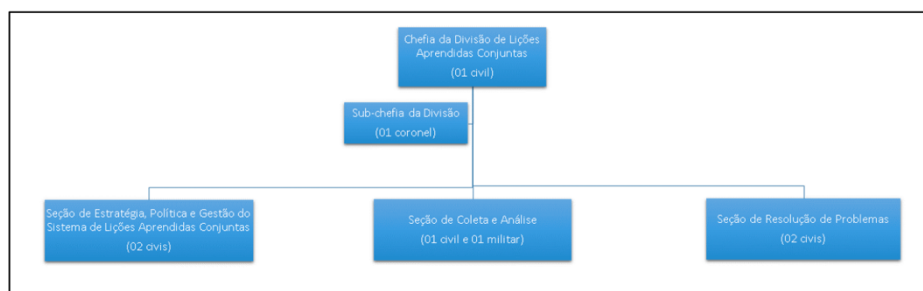 Chefia da Divisão de Lições
Aprendidas Conjuntas
(01 civil)
Sub-chefia da Divisão
(01 coronel)
Seção de Estratégia, Política e Gestão do
Sistema de Lições Aprendidas Conjuntas
(02 civis)
Seção de Coleta e Análise
(01 civil e 01 militar)
Seção de Resolução de Problemas
(02 civis)